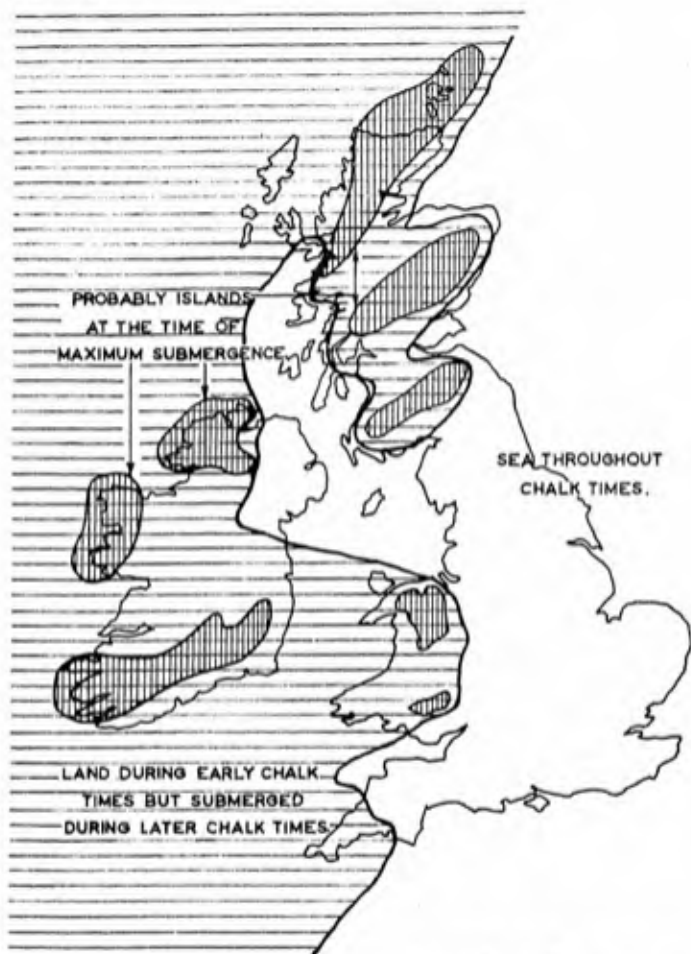 PROBABLY ISLANDS
AT THE TIME OF
MAXIMUM SUBMERGENCE
SEA THROUGHOUT
CHALK TIMES.
LAND DURING EARLY CHALK
TIMES BUT SUBMERGED
DURING LATER CHALK TIMES